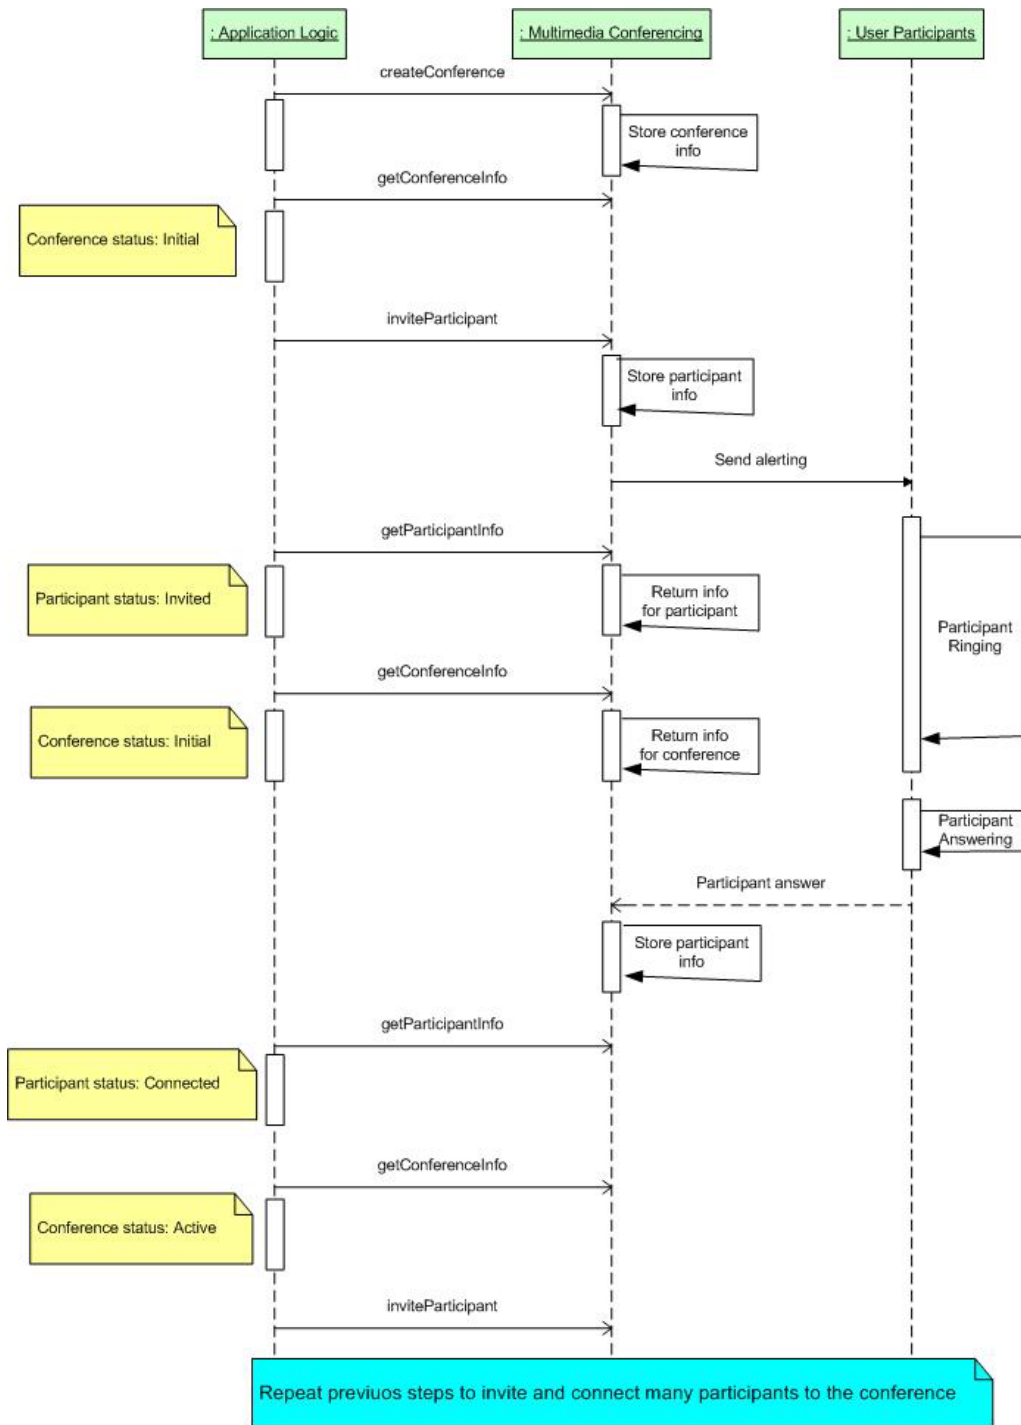 : Application Logic
: Multimedia Conferencing
: User Participants
createConference
Store conference
info
getConferenceInfo
Conference status: Initial
inviteParticipant
Store participant
info
Send alerting
getParticipantInfo
Participant status: Invited
Return info
for participant
Participant
Ringing
getConferenceInfo
Conference status: Initial
Return info
for conference
Participant
Answering
Participant answer
Store participant
info
getParticipantInfo
Participant status: Connected
getConferenceInfo
Conference status: Active
inviteParticipant
Repeat previuos steps to invite and connect many participants to the conference